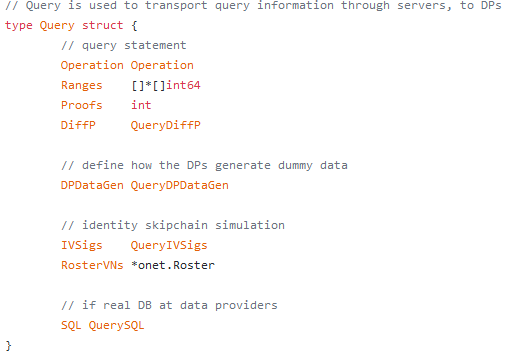 // Query is used to transport query information through servers, to DPs
type Query struct {
// query statement
Operation Operation
Ranges []*[]int64
Proofs int
DiffP QueryDiffP
// define how the DPs generate dummy data
DPDataGen QueryDPDataGen
// identity skipchain simulation
IVSigs QueryIVSigs
RosterVNs *onet.Roster
// if real DB at data providers
SQL QuerySQL
}